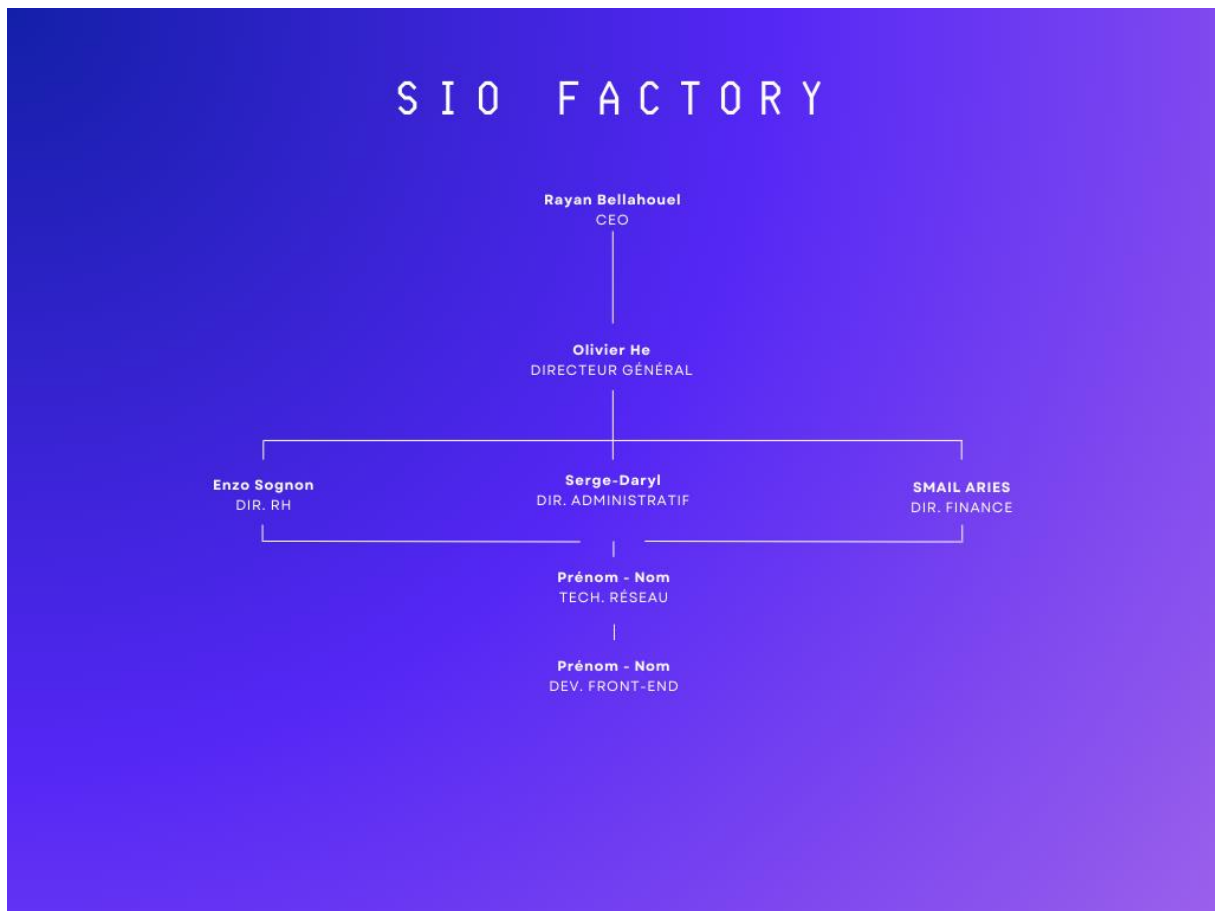 SIO FACTORY
Rayan Bellahouel
CEO
Olivier He
DIRECTEUR GÉNÉRAL
Enzo Sognon
DIR. RH
Serge-Daryl
DIR. ADMINISTRATIF
SMAIL ARIES
DIR. FINANCE
Prénom - Nom
TECH. RÉSEAU
Prénom - Nom
DEV. FRONT-END